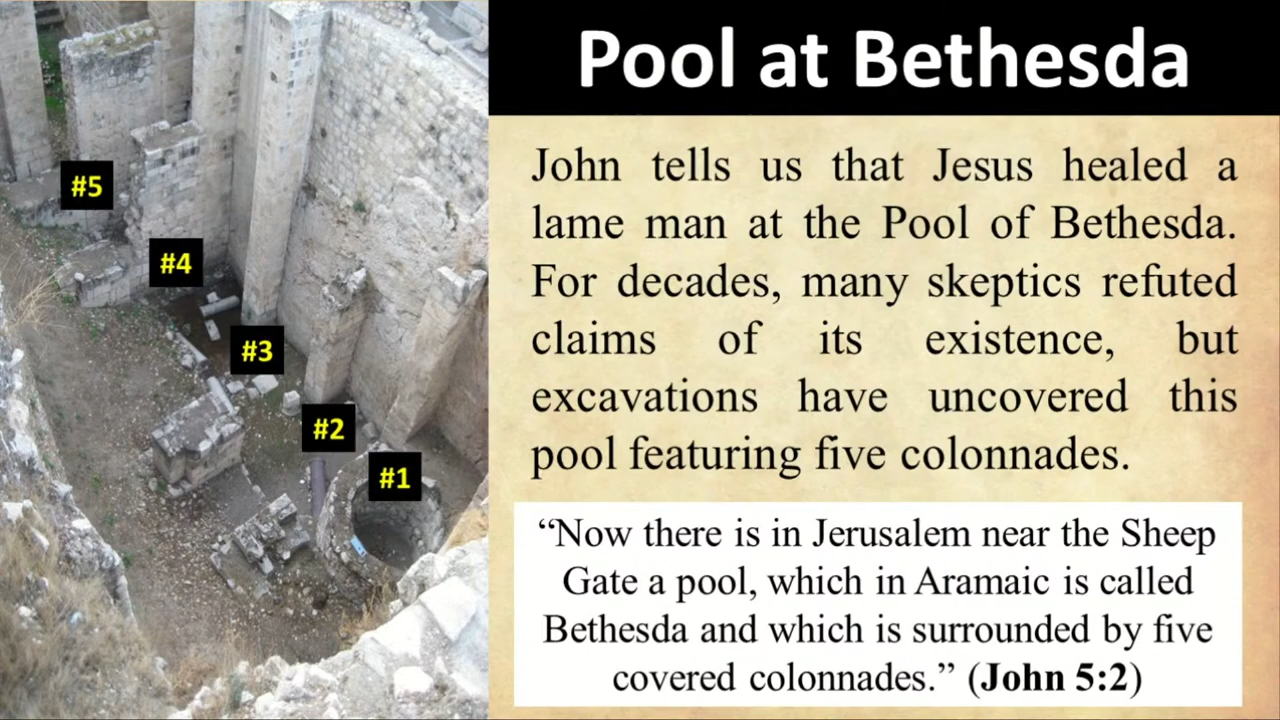 Pool at Bethesda
John tells us that Jesus healed a
lame man at the Pool of Bethesda.
For decades, many skeptics refuted
claims of its existence, but
excavations have uncovered this
pool featuring five colonnades.
“Now there is in Jerusalem near the Sheep
Gate a pool, which in Aramaic is called
Bethesda and which is surrounded by five
covered colonnades.” (John 5:2)
#5
#4
#3
#2
#1